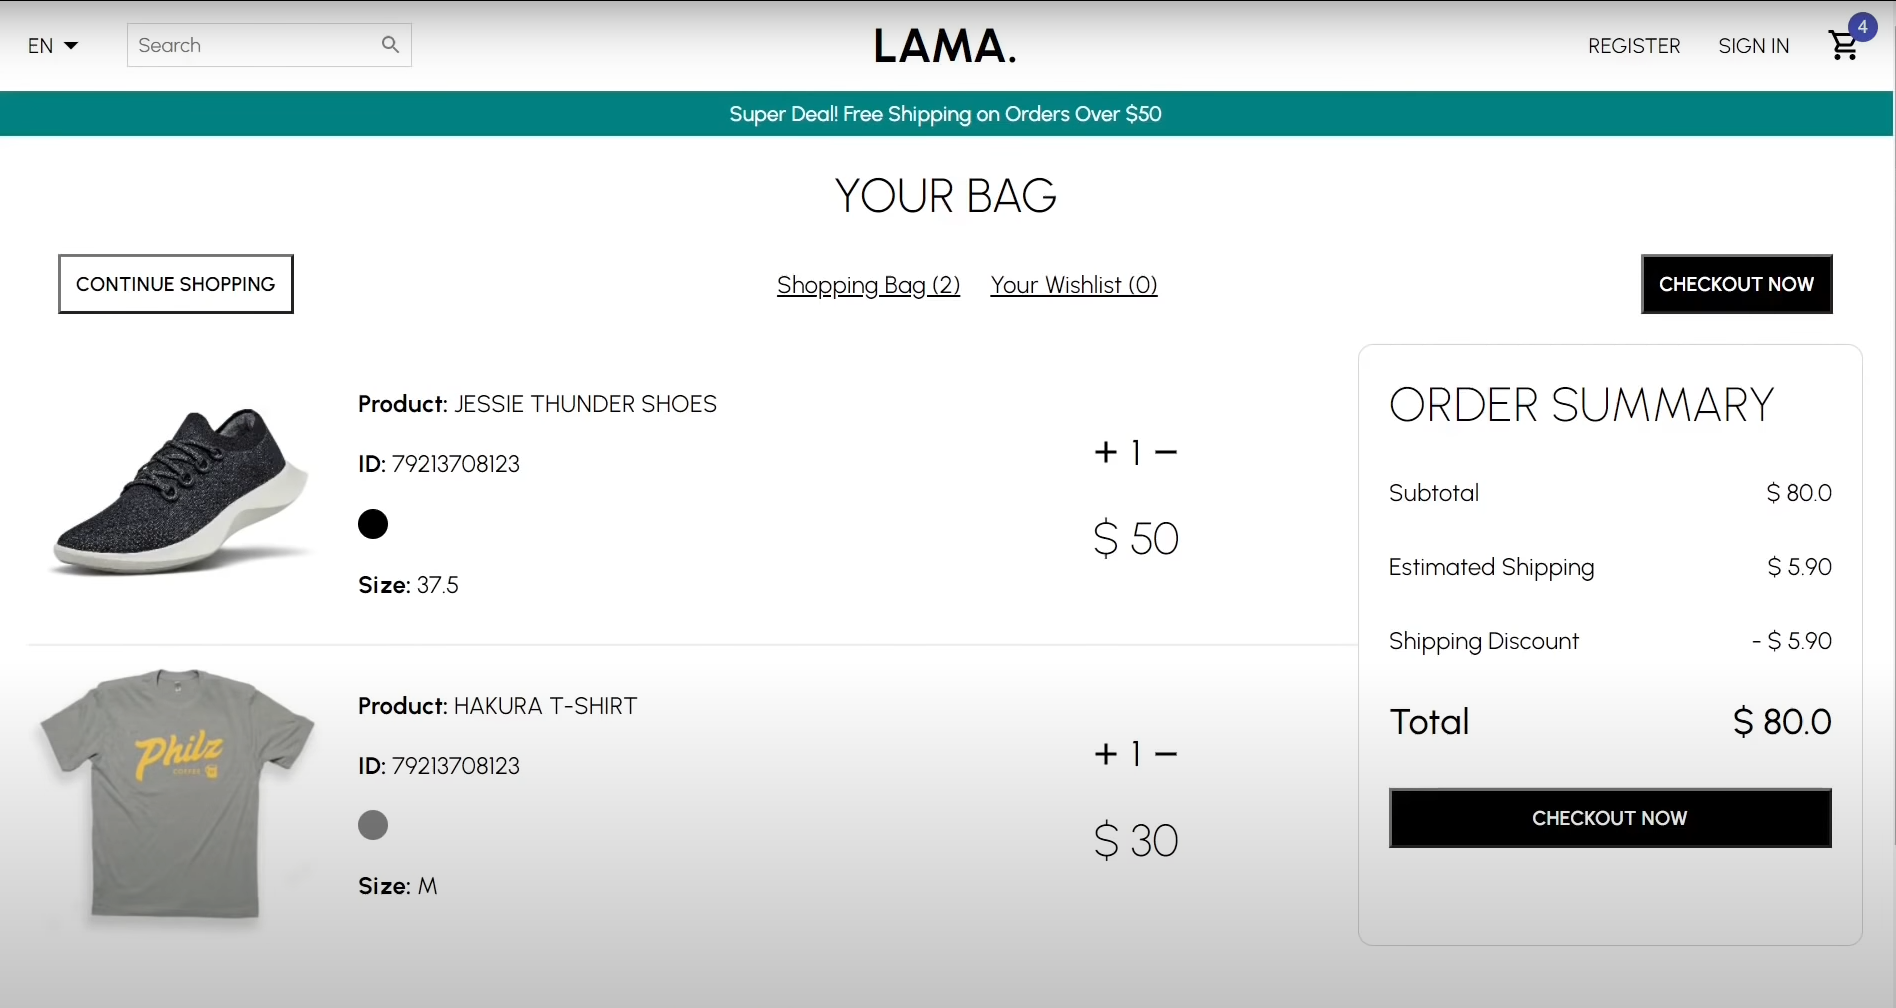 EN
Search
LAMA.
REGISTER
SIGN IN
4
Super Deal! Free Shipping on Orders Over $50
YOUR BAG
CONTINUE SHOPPING
Shopping Bag (2)
Your Wishlist (0)
CHECKOUT NOW
Product: JESSIE THUNDER SHOES
ID: 79213708123
Size: 37.5
+ 1 −
$ 50
Product: HAKURA T-SHIRT
ID: 79213708123
Size: M
+ 1 −
$ 30
Philz
COFFEE
ORDER SUMMARY
Subtotal $ 80.0
Estimated Shipping $ 5.90
Shipping Discount - $ 5.90
Total $ 80.0
CHECKOUT NOW